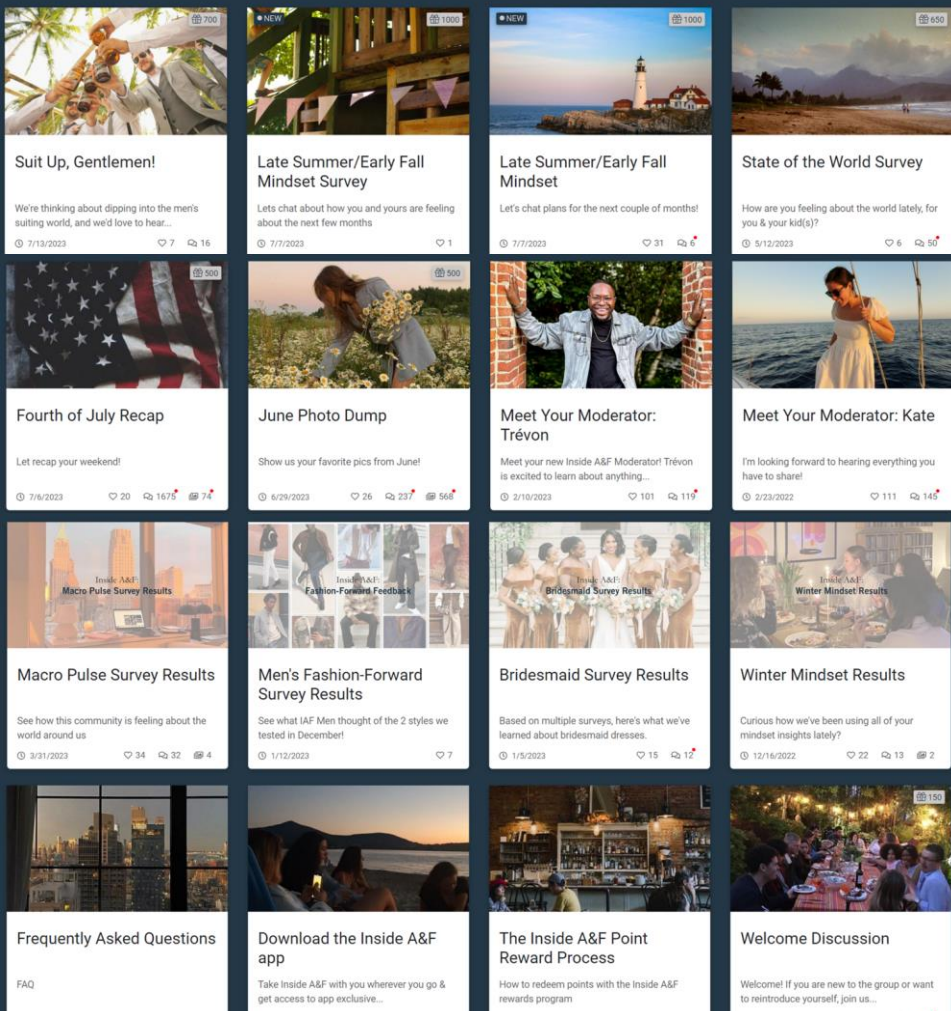 700
NEW
1000
NEW
1000
650
Suit Up, Gentlemen!
We're thinking about dipping into the men's
suiting world, and we'd love to hear...
7/13/2023 7 16
Late Summer/Early Fall
Mindset Survey
Lets chat about how you and yours are feeling
about the next few months
7/7/2023 1
Late Summer/Early Fall
Mindset
Let's chat plans for the next couple of months!
7/7/2023 31 6
State of the World Survey
How are you feeling about the world lately, for
you & your kid(s)?
5/12/2023 6 50
500
Fourth of July Recap
Let recap your weekend!
7/6/2023 20 1675 74
500
June Photo Dump
Show us your favorite pics from June!
6/29/2023 26 237 568
Meet Your Moderator:
Trévon
Meet your new Inside A&F Moderator! Trévon
is excited to learn about anything...
2/10/2023 101 119
Meet Your Moderator: Kate
I'm looking forward to hearing everything you
have to share!
2/23/2022 111 145
Inside A&F:
Macro Pulse Survey Results
Macro Pulse Survey Results
See how this community is feeling about the
world around us
3/31/2023 34 32 4
Inside A&F:
Fashion-Forward Feedback
Men's Fashion-Forward
Survey Results
See what IAF Men thought of the 2 styles we
tested in December!
1/12/2023 7
Inside A&F:
Bridesmaid Survey Results
Bridesmaid Survey Results
Based on multiple surveys, here's what we've
learned about bridesmaid dresses.
1/5/2023 15 12
Inside A&F:
Winter Mindset Results
Winter Mindset Results
Curious how we've been using all of your
mindset insights lately?
12/16/2022 22 13 2
Frequently Asked Questions
FAQ
Download the Inside A&F
app
Take Inside A&F with you wherever you go &
get access to app exclusive...
The Inside A&F Point
Reward Process
How to redeem points with the Inside A&F
rewards program
150
Welcome Discussion
Welcome! If you are new to the group or want
to reintroduce yourself, join us...